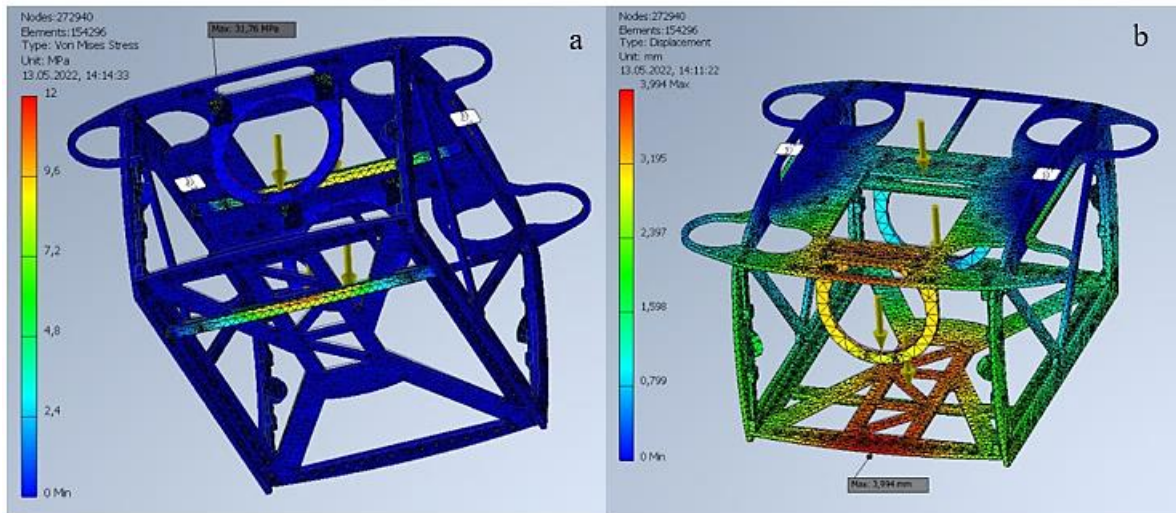 Nodes:272940
Elements:154296
Type: Von Mises Stress
Unit: MPa
13.05.2022, 14:14:33
Max: 31,76 MPa
a
12
9,6
7,2
4,8
2,4
0 Min
Nodes:272940
Elements:154296
Type: Displacement
Unit: mm
13.05.2022, 14:11:22
b
3,994 Max
3,195
2,397
1,598
0,799
0 Min
Max: 3,994 mm